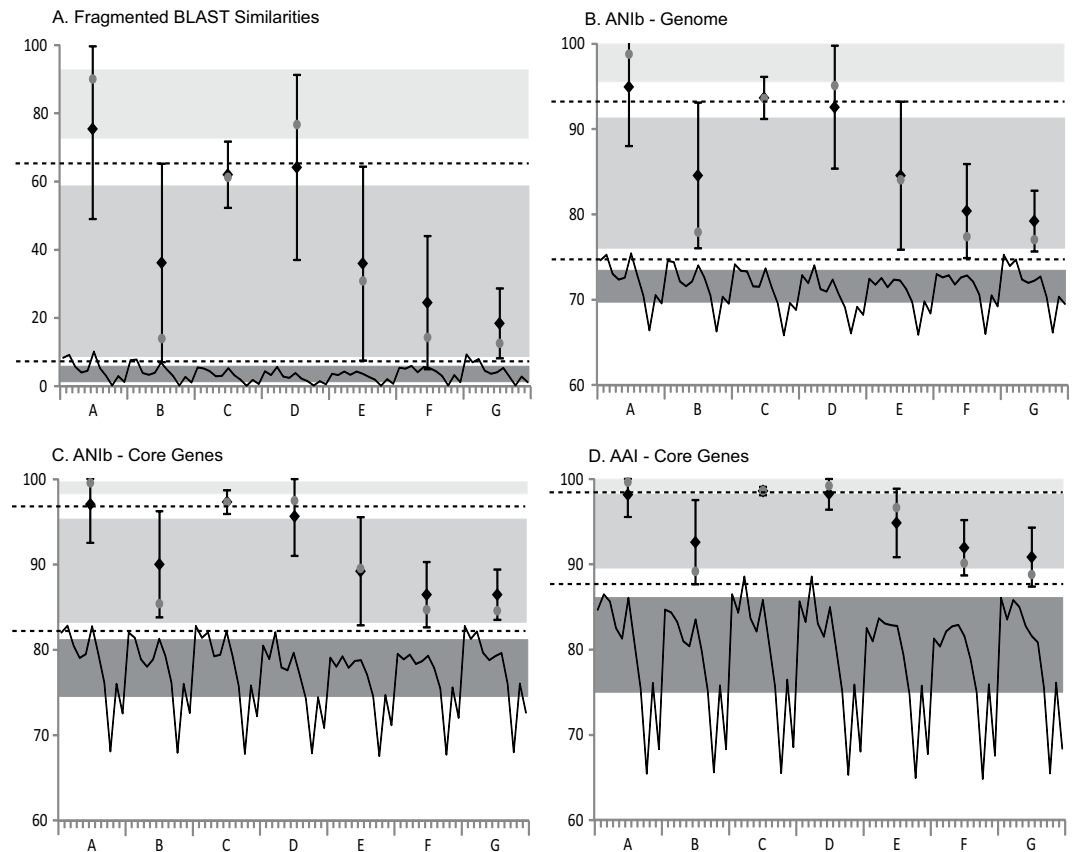 A. Fragmented BLAST Similarities
100
80
60
40
20
0
A B C D E F G
B. ANIb - Genome
100
90
80
70
60
A B C D E F G
C. ANIb - Core Genes
100
90
80
70
60
A B C D E F G
D. AAI - Core Genes
100
90
80
70
60
A B C D E F G